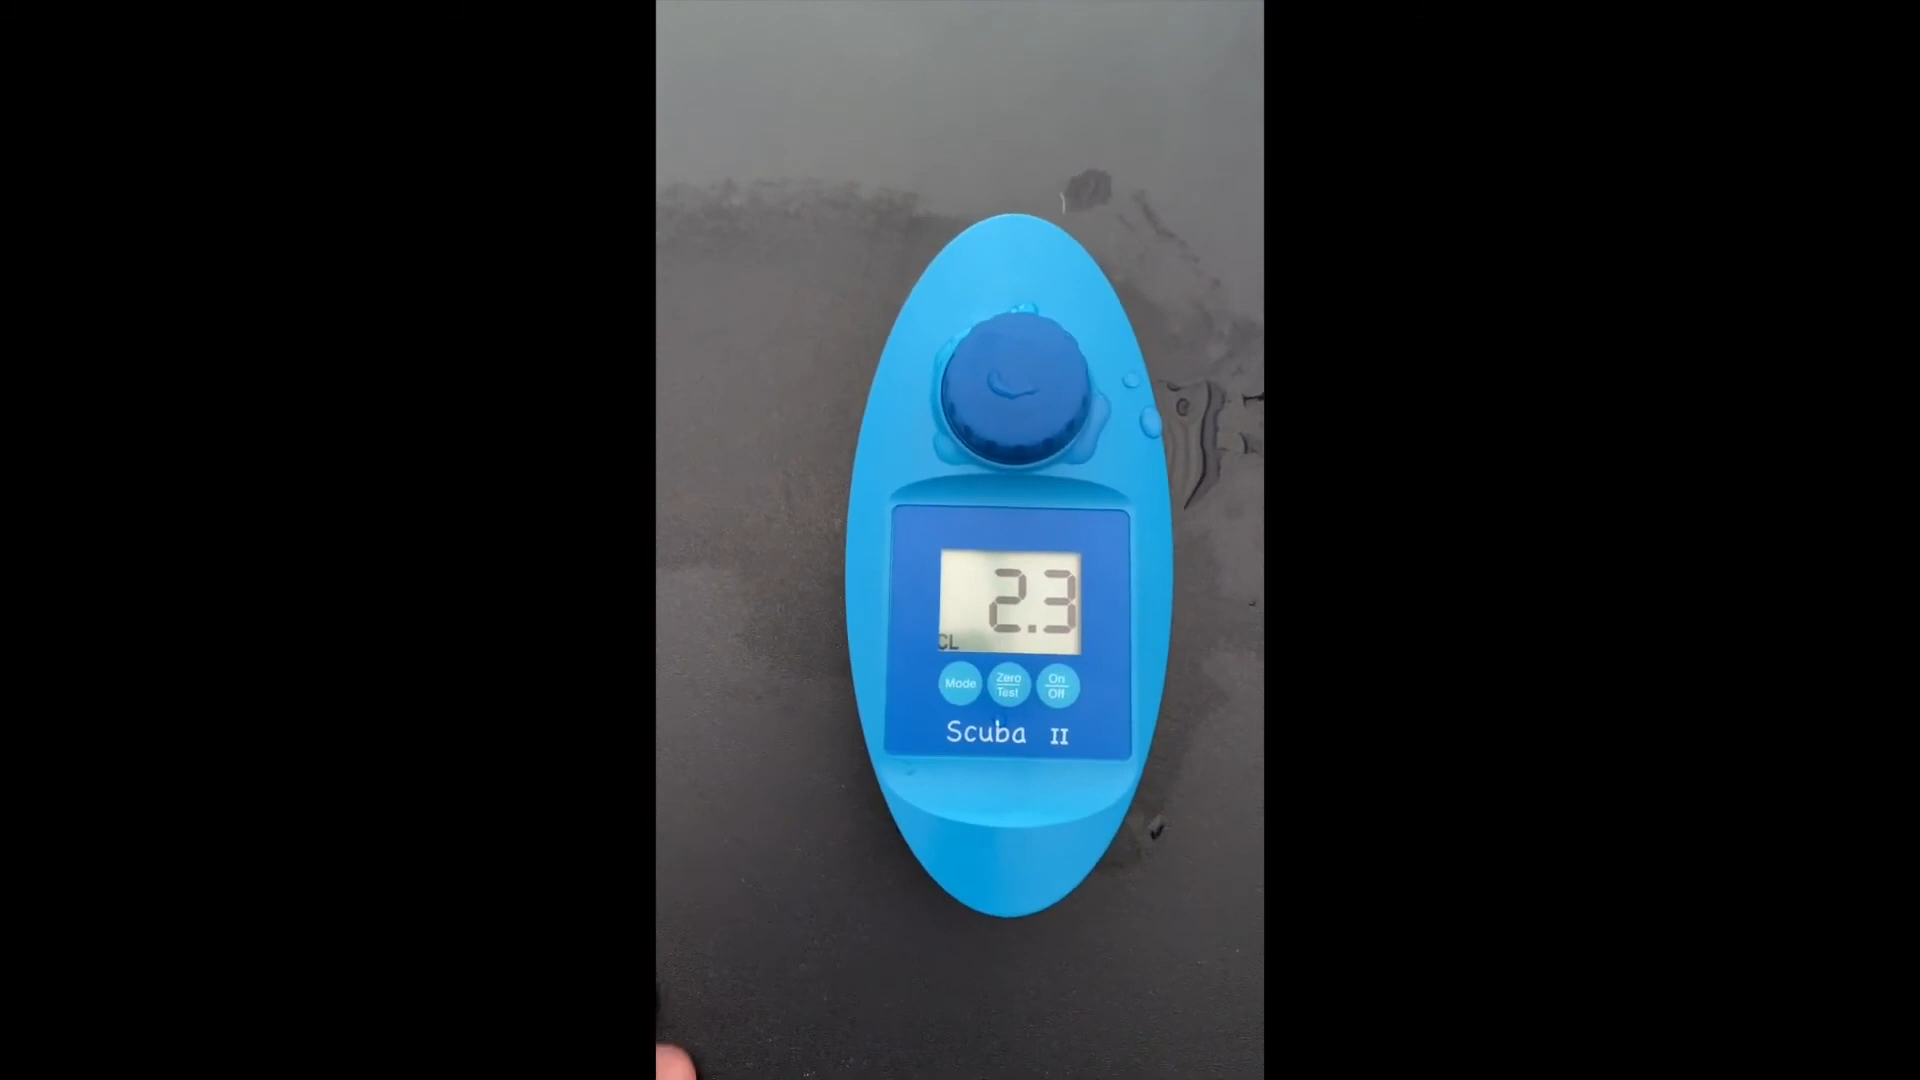 2.3
CL
Mode
Zero
Test
On
Off
Scuba II